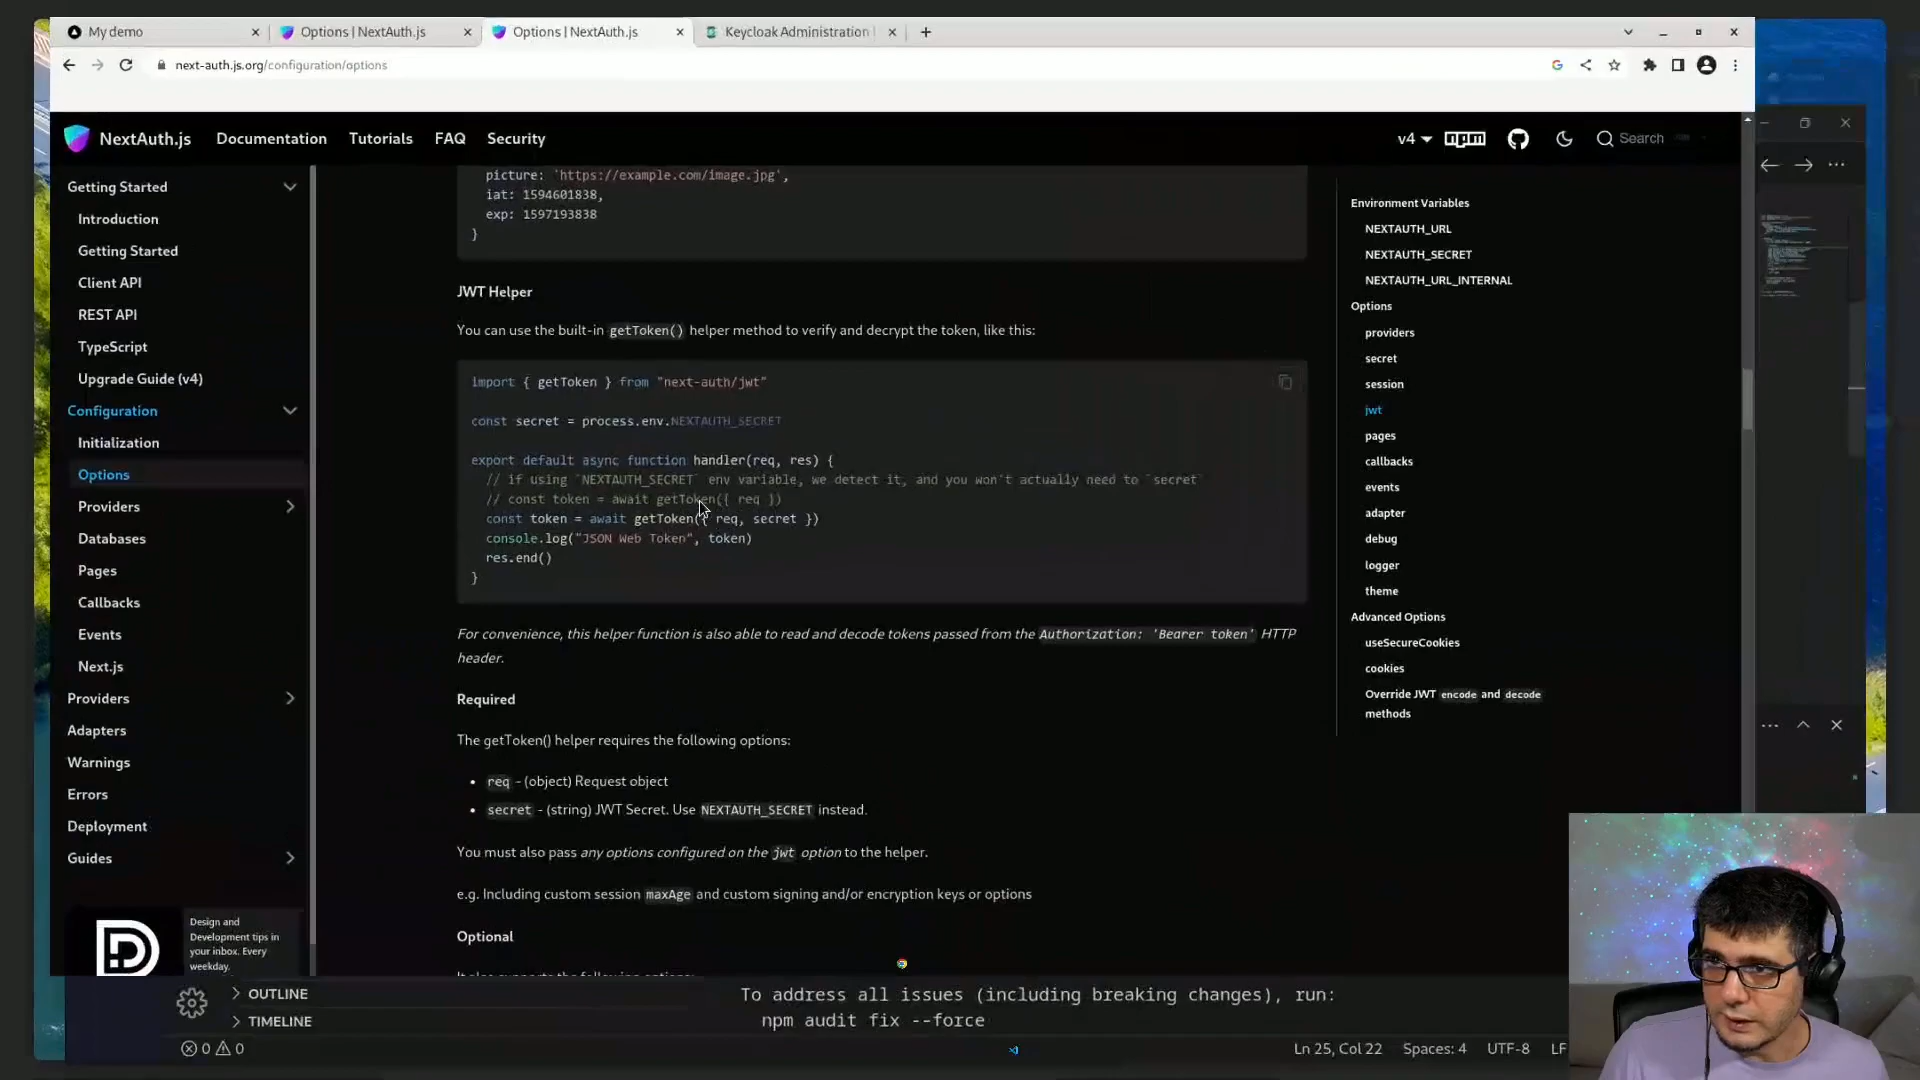 My demo
Options | NextAuth.js
Options | NextAuth.js
Keycloak Administration
next-auth.js.org/configuration/options
NextAuth.js
Documentation
Tutorials
FAQ
Security
v4
npm
Search
Getting Started
Introduction
Getting Started
Client API
REST API
TypeScript
Upgrade Guide (v4)
Configuration
Initialization
Options
Providers
Databases
Pages
Callbacks
Events
Next.js
Providers
Adapters
Warnings
Errors
Deployment
Guides
Design and
Development tips in
your inbox. Every
weekday.
picture: 'https://example.com/image.jpg',
iat: 1594601838,
exp: 1597193838
}
JWT Helper
You can use the built-in getToken() helper method to verify and decrypt the token, like this:
import { getToken } from "next-auth/jwt"
const secret = process.env.NEXTAUTH_SECRET
export default async function handler(req, res) {
// if using `NEXTAUTH_SECRET` env variable, we detect it, and you won't actually need to `secret`
// const token = await getToken({ req })
const token = await getToken({ req, secret })
console.log("JSON Web Token", token)
res.end()
}
For convenience, this helper function is also able to read and decode tokens passed from the Authorization: 'Bearer token' HTTP
header.
Required
The getToken() helper requires the following options:
• req - (object) Request object
• secret - (string) JWT Secret. Use NEXTAUTH_SECRET instead.
You must also pass any options configured on the jwt option to the helper.
e.g. Including custom session maxAge and custom signing and/or encryption keys or options
Optional
Environment Variables
NEXTAUTH_URL
NEXTAUTH_SECRET
NEXTAUTH_URL_INTERNAL
Options
providers
secret
session
jwt
pages
callbacks
events
adapter
debug
logger
theme
Advanced Options
useSecureCookies
cookies
Override JWT encode and decode
methods
OUTLINE
TIMELINE
To address all issues (including breaking changes), run:
npm audit fix --force
0 0
Ln 25, Col 22 Spaces: 4 UTF-8 LF